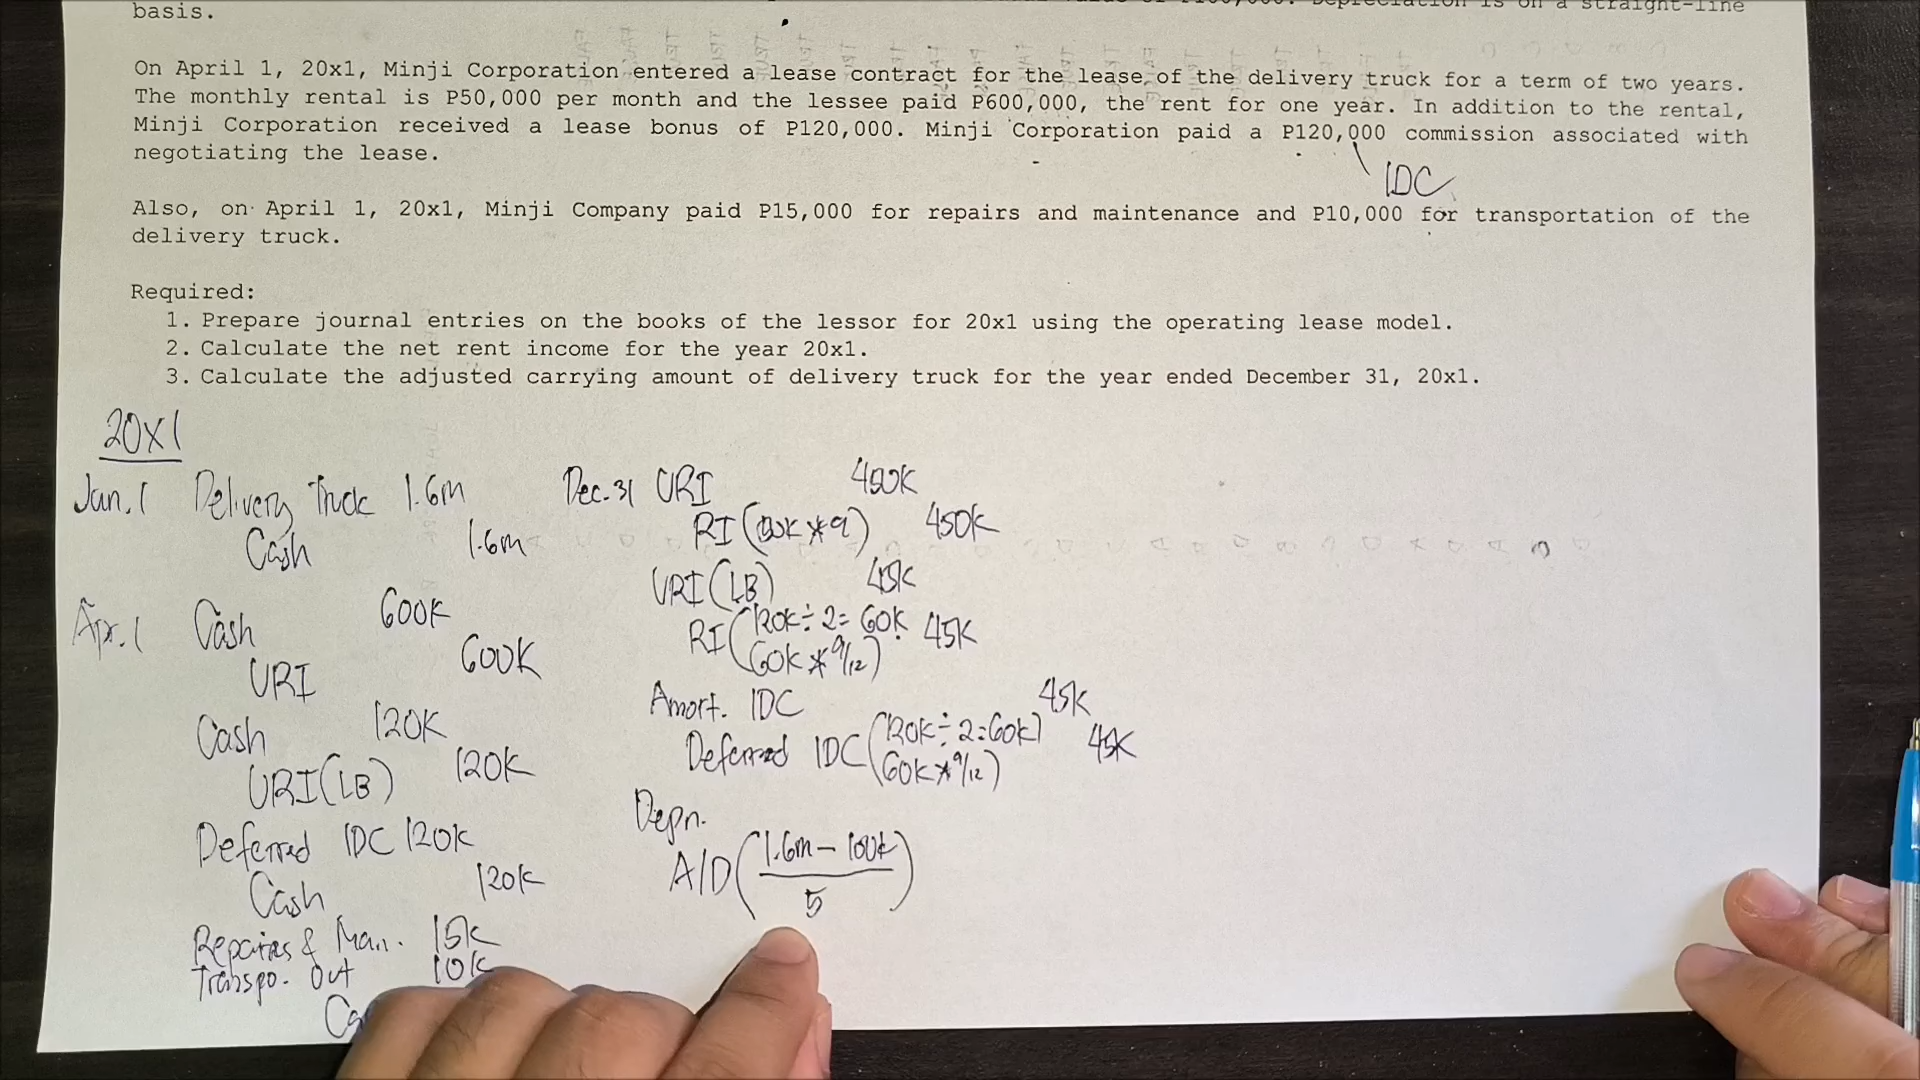 basis.
Depreciation is on a straight-line
On April 1, 20x1, Minji Corporation entered a lease contract for the lease of the delivery truck for a term of two years.
The monthly rental is P50,000 per month and the lessee paid P600,000, the rent for one year. In addition to the rental,
Minji Corporation received a lease bonus of P120,000. Minji Corporation paid a P120,000 commission associated with
negotiating the lease.
IDC
Also, on April 1, 20x1, Minji Company paid P15,000 for repairs and maintenance and P10,000 for transportation of the
delivery truck.
Required:
1. Prepare journal entries on the books of the lessor for 20x1 using the operating lease model.
2. Calculate the net rent income for the year 20x1.
3. Calculate the adjusted carrying amount of delivery truck for the year ended December 31, 20x1.
20X1
Jan. 1 Delivery Truck 1.6m
Cash 1.6m
Apr. 1 Cash 600K
URI 600K
Cash 120K
URI (LB) 120K
Deferred IDC 120K
Cash 120K
Repairs & Main. 15K
Transpo. Out 10K
Dec. 31 URI 450K
RI (50K * 9) 450K
URI (LB) 45K
RI (120K ÷ 2 = 60K 45K
60K * 9/12)
Amort. IDC 45K
Deferred IDC (120K ÷ 2 = 60K) 45K
60K * 9/12)
Depn.
A/D (1.6m - 100K)
5